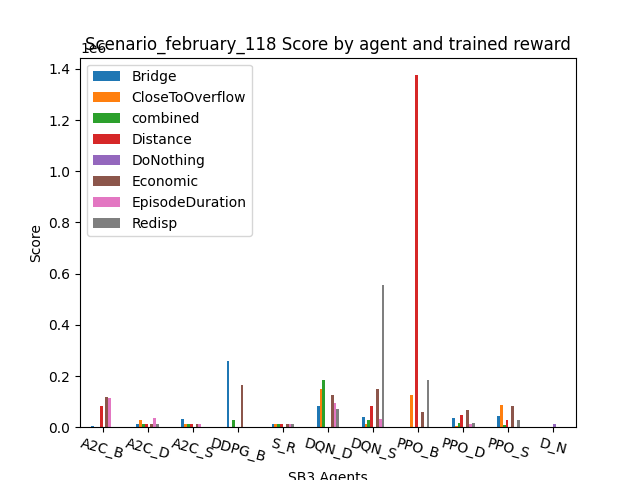 Scenario_february_118 Score by agent and trained reward
1e6
1.4
1.2
1.0
0.8
0.6
0.4
0.2
0.0
Score
Bridge
CloseToOverflow
combined
Distance
DoNothing
Economic
EpisodeDuration
Redisp
A2C_B
A2C_D
A2C_S
DDPG_B
S_R
DQN_D
DQN_S
PPO_B
PPO_D
PPO_S
D_N
SB3 Agents